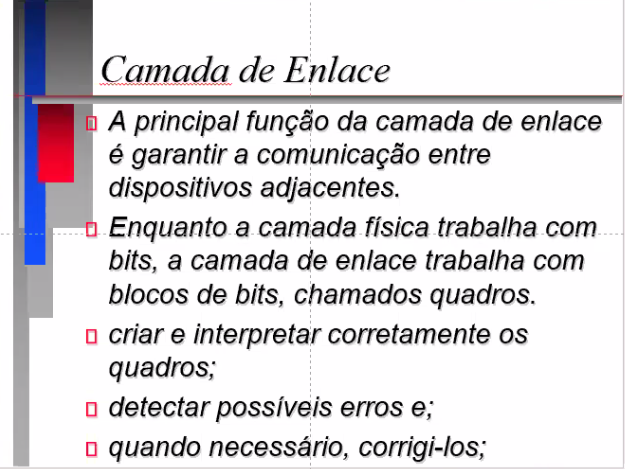 Camada de Enlace
A principal função da camada de enlace
é garantir a comunicação entre
dispositivos adjacentes.
Enquanto a camada física trabalha com
bits, a camada de enlace trabalha com
blocos de bits, chamados quadros.
criar e interpretar corretamente os
quadros;
detectar possíveis erros e;
quando necessário, corrigi-los;